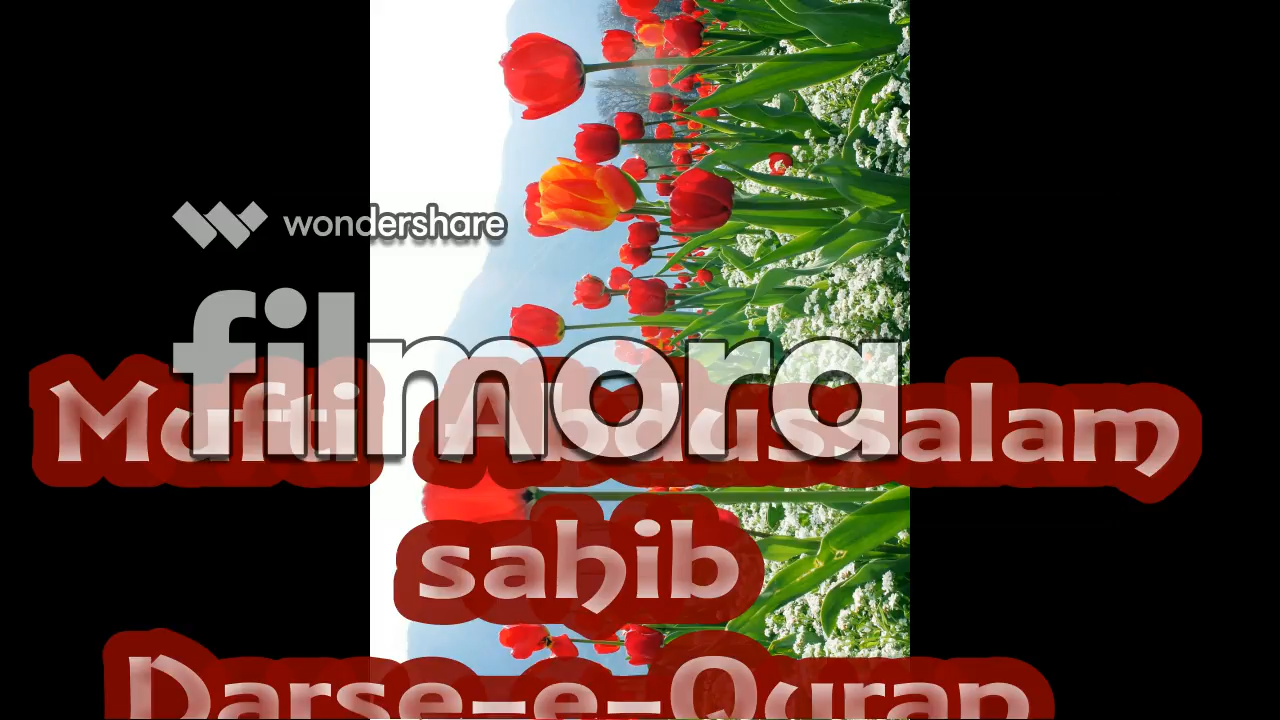 wondershare
filmora
Mufti Abdussalam
sahib
Darse-e-Quran